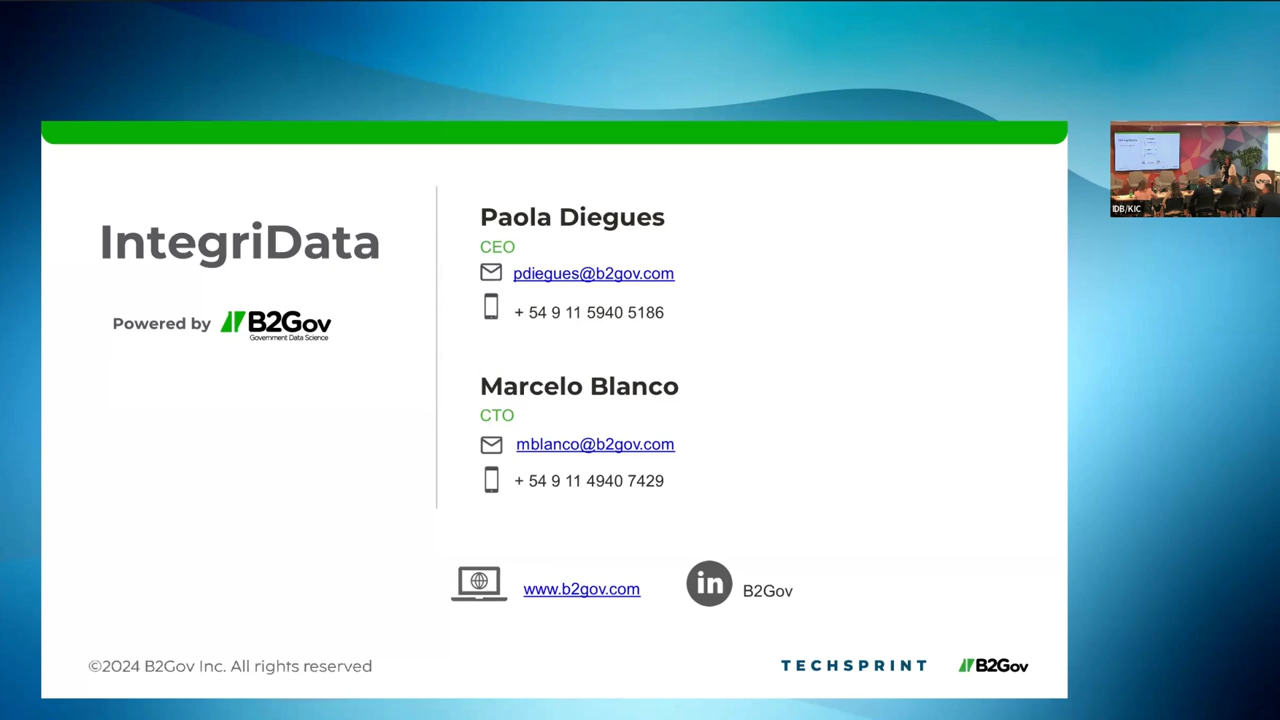 IntegriData
Powered by B2Gov
Government Data Science
Paola Diegues
CEO
pdiegues@b2gov.com
+ 54 9 11 5940 5186
Marcelo Blanco
CTO
mblanco@b2gov.com
+ 54 9 11 4940 7429
www.b2gov.com
in B2Gov
©2024 B2Gov Inc. All rights reserved
TECHSPRINT B2Gov
IDB/KIC